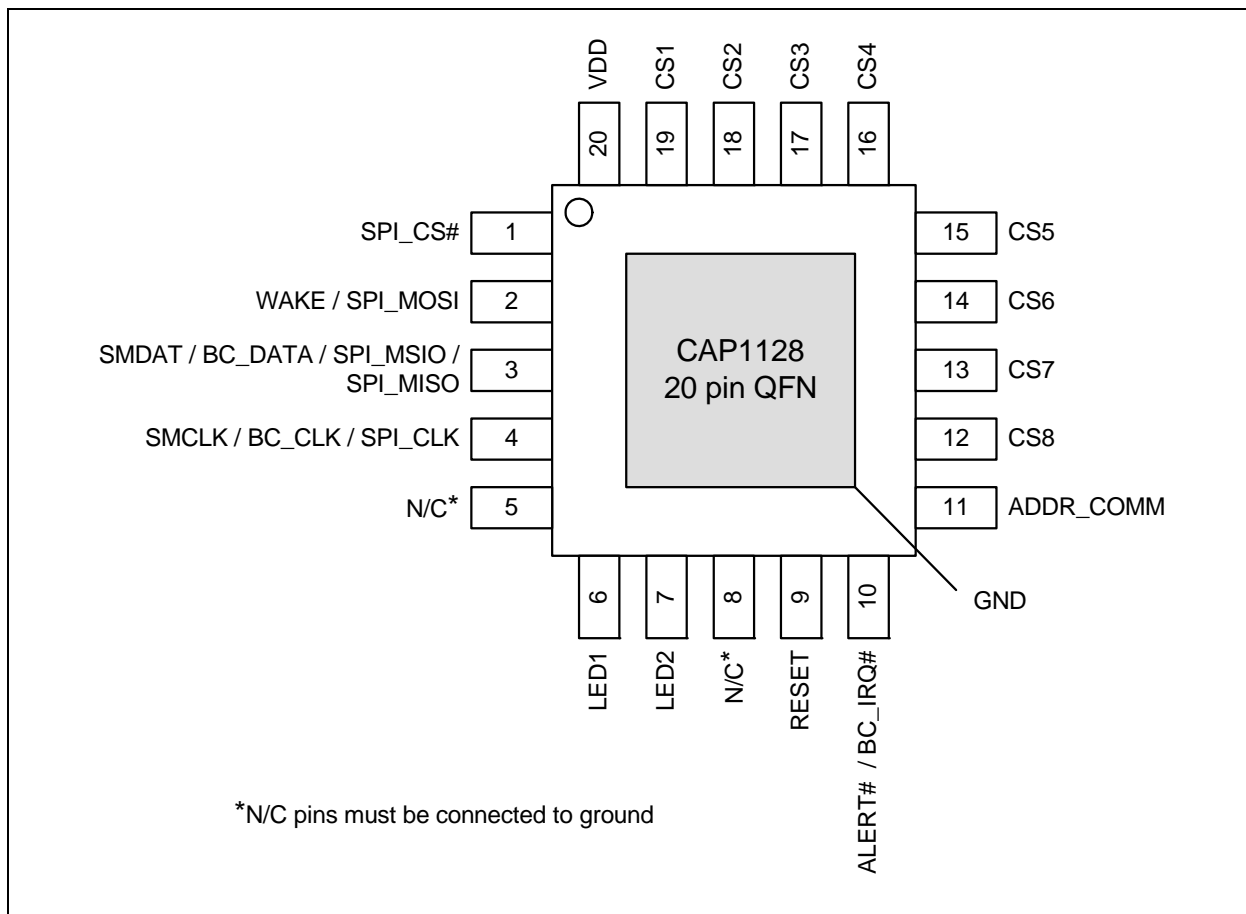 VDD
CS1
CS2
CS3
CS4
20
19
18
17
16
SPI_CS#
1
15
CS5
WAKE / SPI_MOSI
2
14
CS6
SMDAT / BC_DATA / SPI_MSIO /
SPI_MISO
3
13
CS7
CAP1128
20 pin QFN
SMCLK / BC_CLK / SPI_CLK
4
12
CS8
N/C*
5
11
ADDR_COMM
GND
6
7
8
9
10
LED1
LED2
N/C*
RESET
ALERT# / BC_IRQ#
*N/C pins must be connected to ground